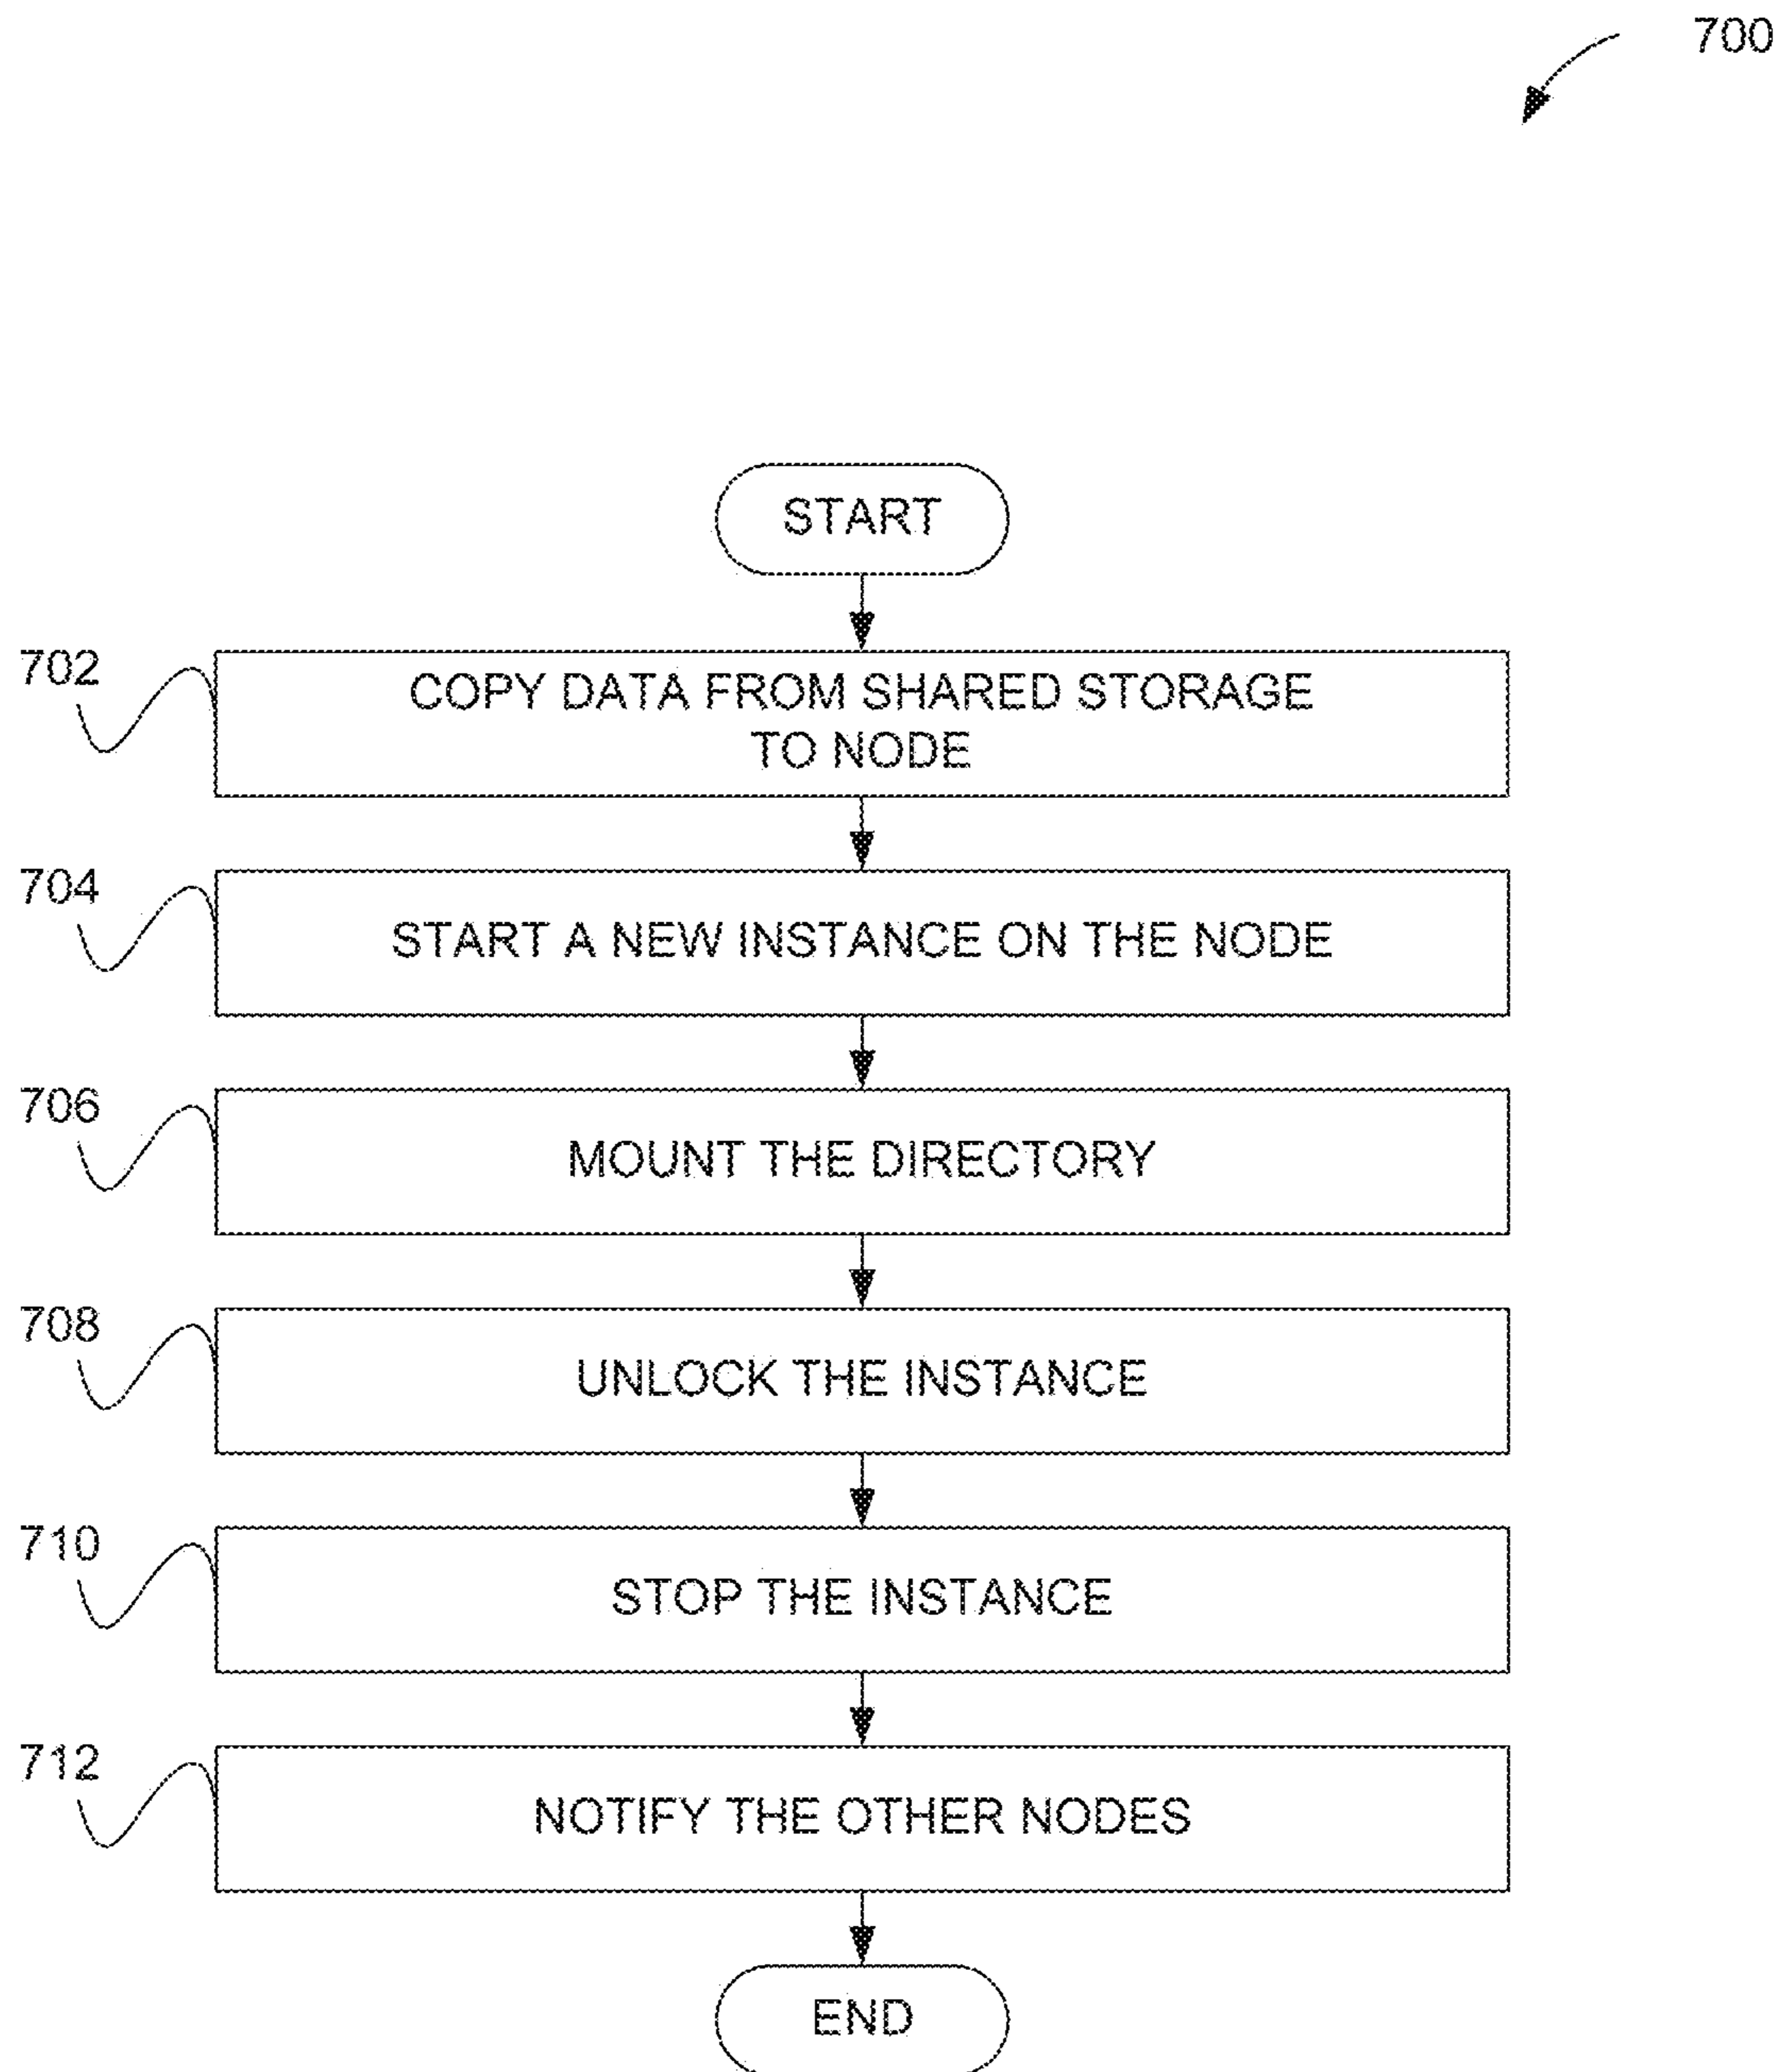 700
START
702
COPY DATA FROM SHARED STORAGE
TO NODE
704
START A NEW INSTANCE ON THE NODE
706
MOUNT THE DIRECTORY
708
UNLOCK THE INSTANCE
710
STOP THE INSTANCE
712
NOTIFY THE OTHER NODES
END